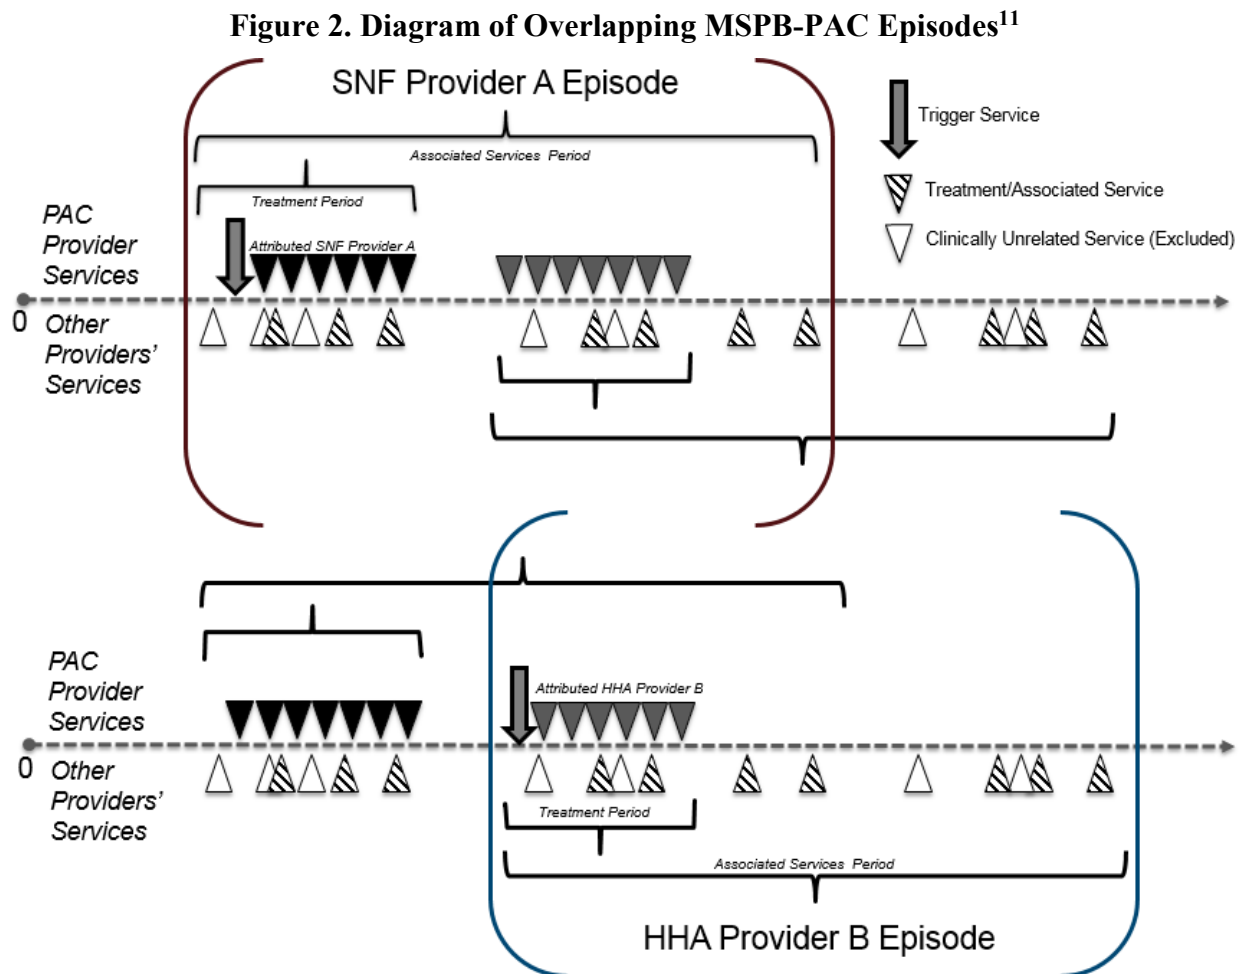 Figure 2. Diagram of Overlapping MSPB-PAC Episodes11
SNF Provider A Episode
Associated Services Period
Treatment Period
Attributed SNF Provider A
PAC
Provider
Services
0
Other
Providers'
Services
Trigger Service
Treatment/Associated Service
Clinically Unrelated Service (Excluded)
PAC
Provider
Services
Attributed HHA Provider B
0
Other
Providers'
Services
Treatment Period
Associated Services Period
HHA Provider B Episode